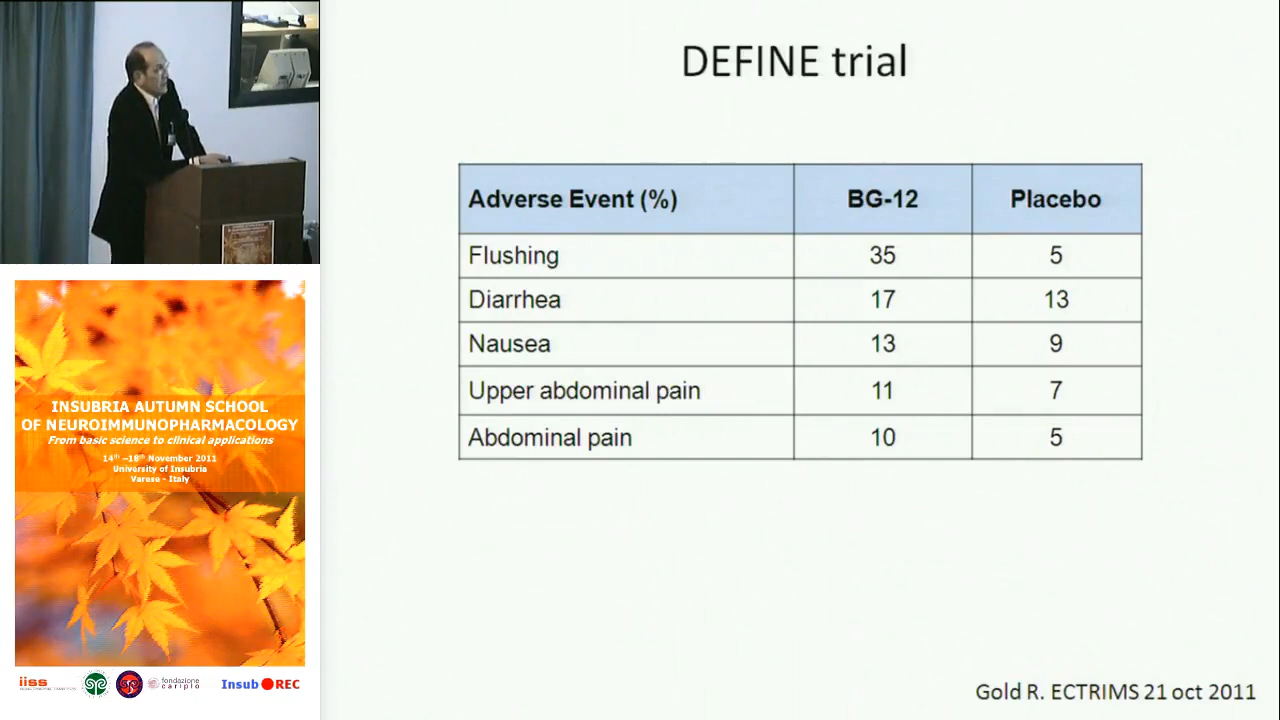 DEFINE trial
Adverse Event (%) BG-12 Placebo
Flushing 35 5
Diarrhea 17 13
Nausea 13 9
Upper abdominal pain 11 7
Abdominal pain 10 5
Gold R. ECTRIMS 21 oct 2011
INSUBRIA AUTUMN SCHOOL
OF NEUROIMMUNOPHARMACOLOGY
From basic science to clinical applications
14th –18th November 2011
University of Insubria
Varese - Italy
iiss
fondazione
cariplo
Insub REC